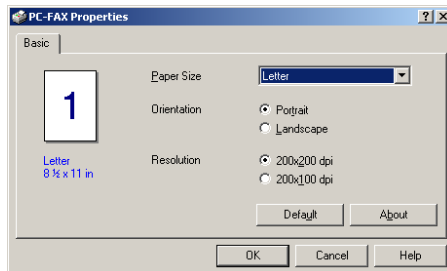 PC-FAX Properties
Basic
1
Letter
8 ½ x 11 in
Paper Size
Letter
Orientation
Portrait
Landscape
Resolution
200x200 dpi
200x100 dpi
Default
About
OK
Cancel
Help